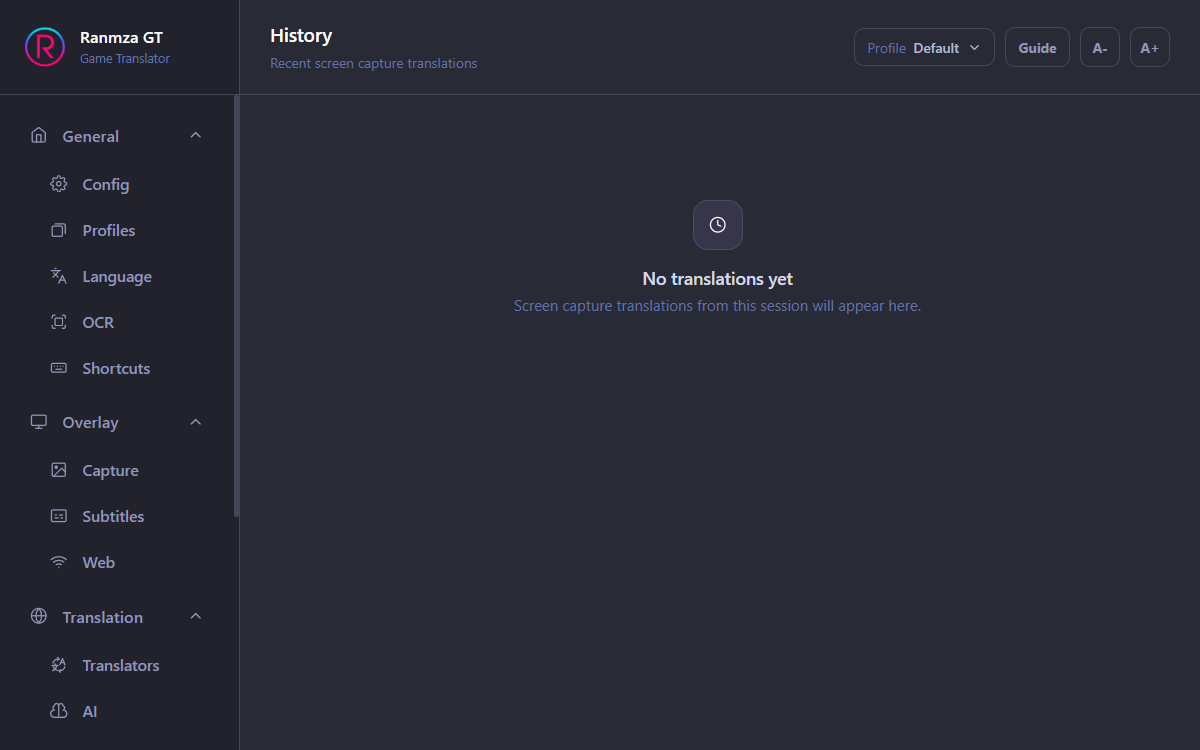 Ranmza GT
Game Translator
History
Recent screen capture translations
Profile Default
Guide
A-
A+
General
Config
Profiles
Language
OCR
Shortcuts
Overlay
Capture
Subtitles
Web
Translation
Translators
AI
No translations yet
Screen capture translations from this session will appear here.